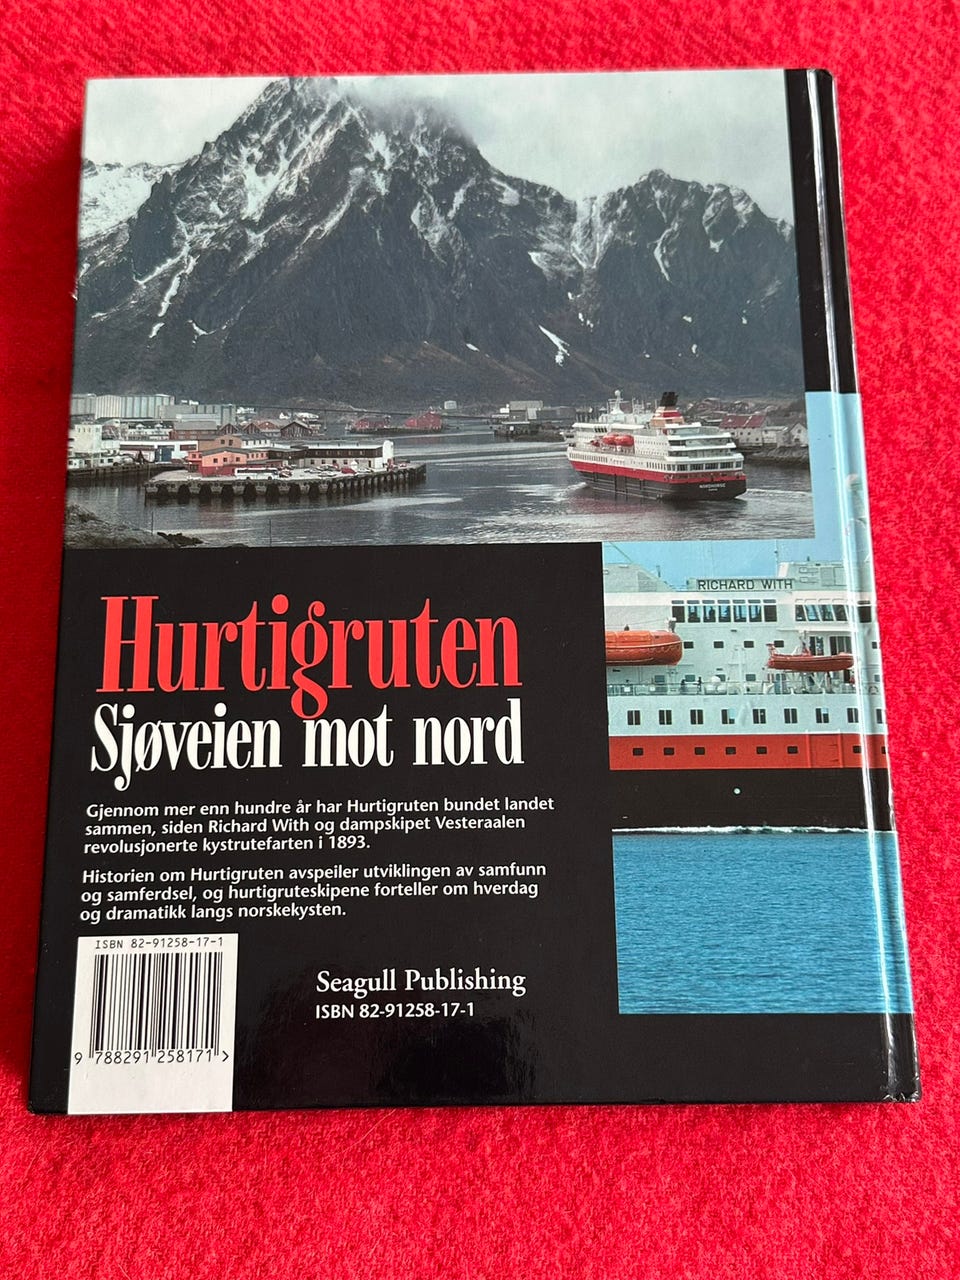 NORDNORGE
RICHARD WITH
Hurtigruten
Sjøveien mot nord
Gjennom mer enn hundre år har Hurtigruten bundet landet
sammen, siden Richard With og dampskipet Vesteraalen
revolusjonerte kystrutefarten i 1893.
Historien om Hurtigruten avspeiler utviklingen av samfunn
og samferdsel, og hurtigruteskipene forteller om hverdag
og dramatikk langs norskekysten.
ISBN 82-91258-17-1
9 788291 258171 >
Seagull Publishing
ISBN 82-91258-17-1